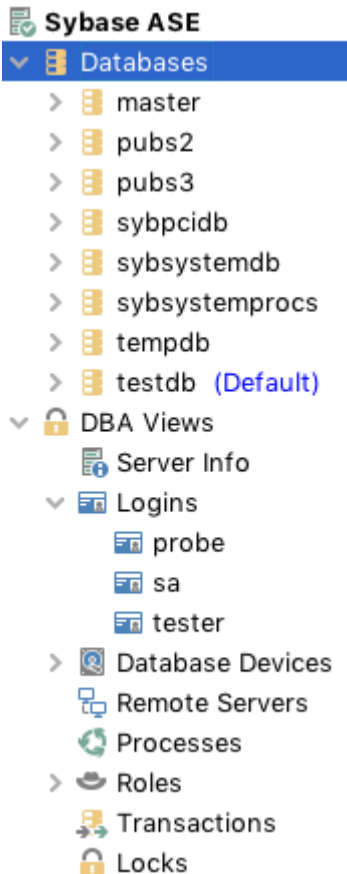 Sybase ASE
Databases
master
pubs2
pubs3
sybpcidb
sybsystemdb
sybsystemprocs
tempdb
testdb (Default)
DBA Views
Server Info
Logins
probe
sa
tester
Database Devices
Remote Servers
Processes
Roles
Transactions
Locks